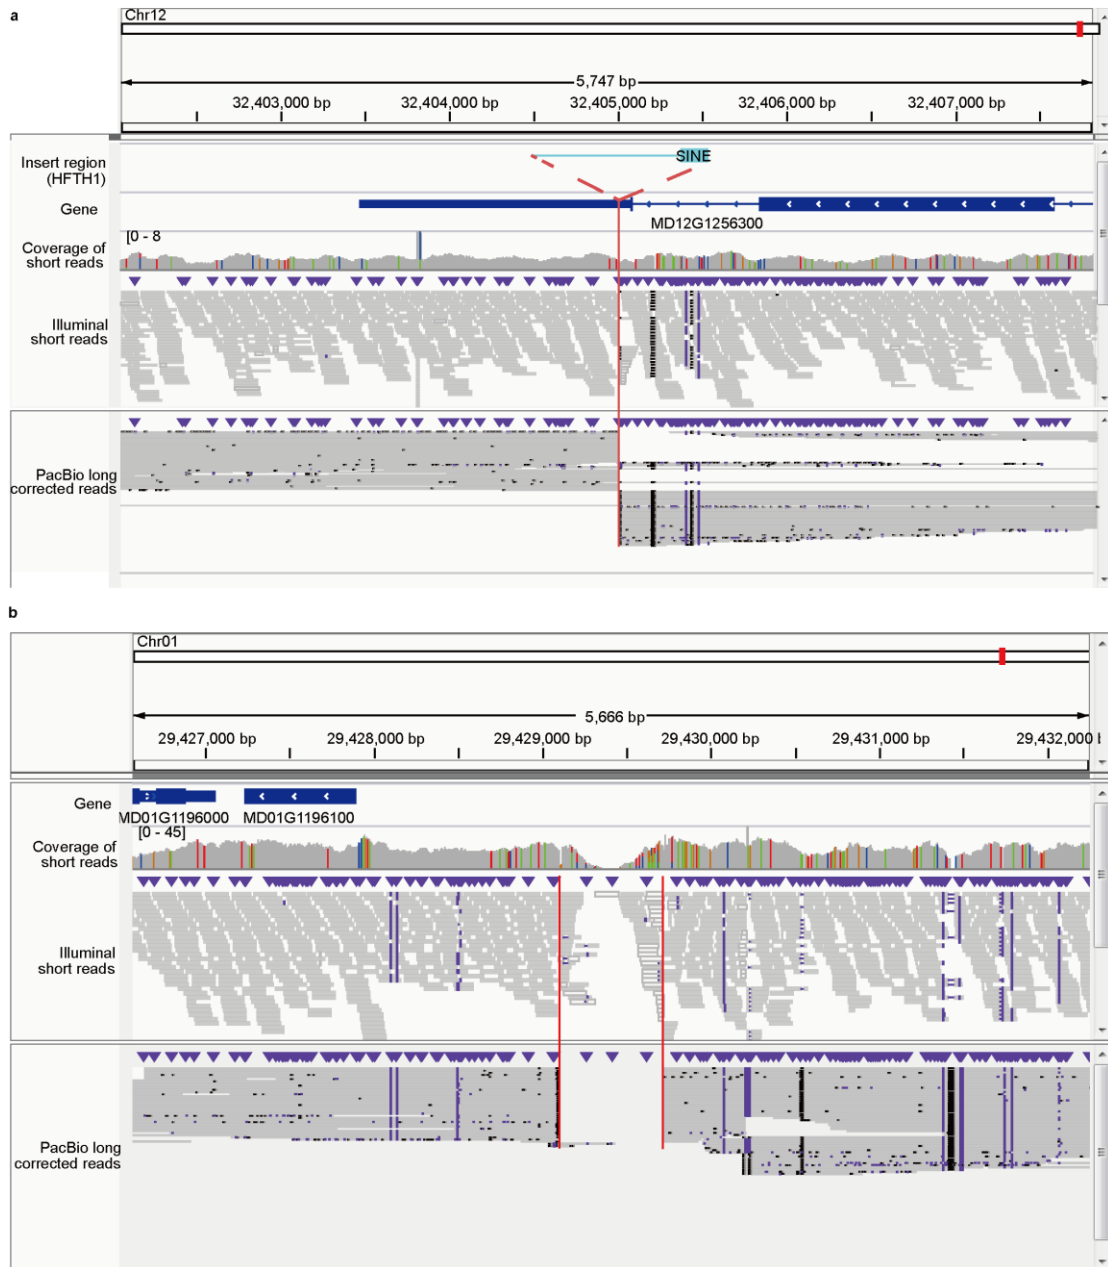 a
Chr12
5,747 bp
32,403,000 bp 32,404,000 bp 32,405,000 bp 32,406,000 bp 32,407,000 bp
Insert region
(HFTH1)
SINE
Gene
MD12G1256300
[0 - 8
Coverage of
short reads
Illuminal
short reads
PacBio long
corrected reads
b
Chr01
5,666 bp
29,427,000 bp 29,428,000 bp 29,429,000 bp 29,430,000 bp 29,431,000 bp 29,432,000
Gene
MD01G1196000 MD01G1196100
[0 - 45]
Coverage of
short reads
Illuminal
short reads
PacBio long
corrected reads